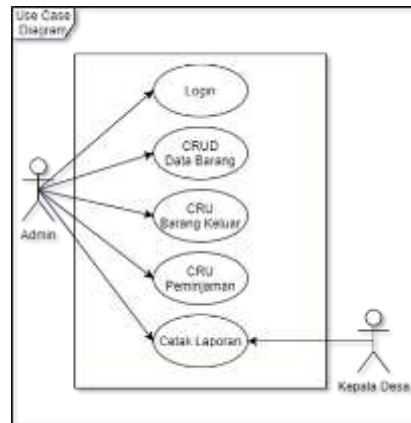 Use Case
Diagram
Login
CRUD
Data Barang
CRU
Barang Keluar
CRU
Peminjaman
Cetak Laporan
Admin
Kepala Desa